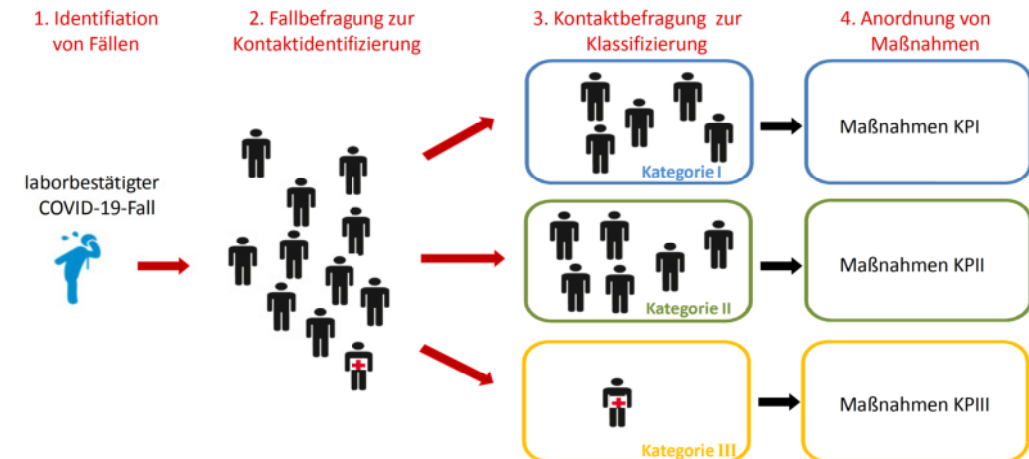 1. Identifiation
von Fällen
2. Fallbefragung zur
Kontaktidentifizierung
3. Kontaktbefragung zur
Klassifizierung
4. Anordnung von
Maßnahmen
laborbestätigter
COVID-19-Fall
Kategorie I
Maßnahmen KPI
Kategorie II
Maßnahmen KPII
Kategorie III
Maßnahmen KPIII